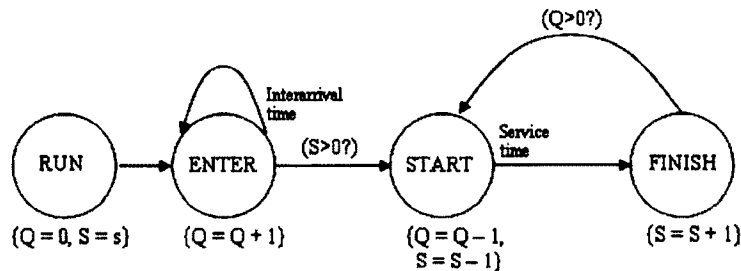 (Q>0?)
Interarrival
time
(S>0?)
Service
time
RUN
ENTER
START
FINISH
{Q = 0, S = s}
{Q = Q + 1}
{Q = Q – 1,
S = S – 1}
{S = S + 1}